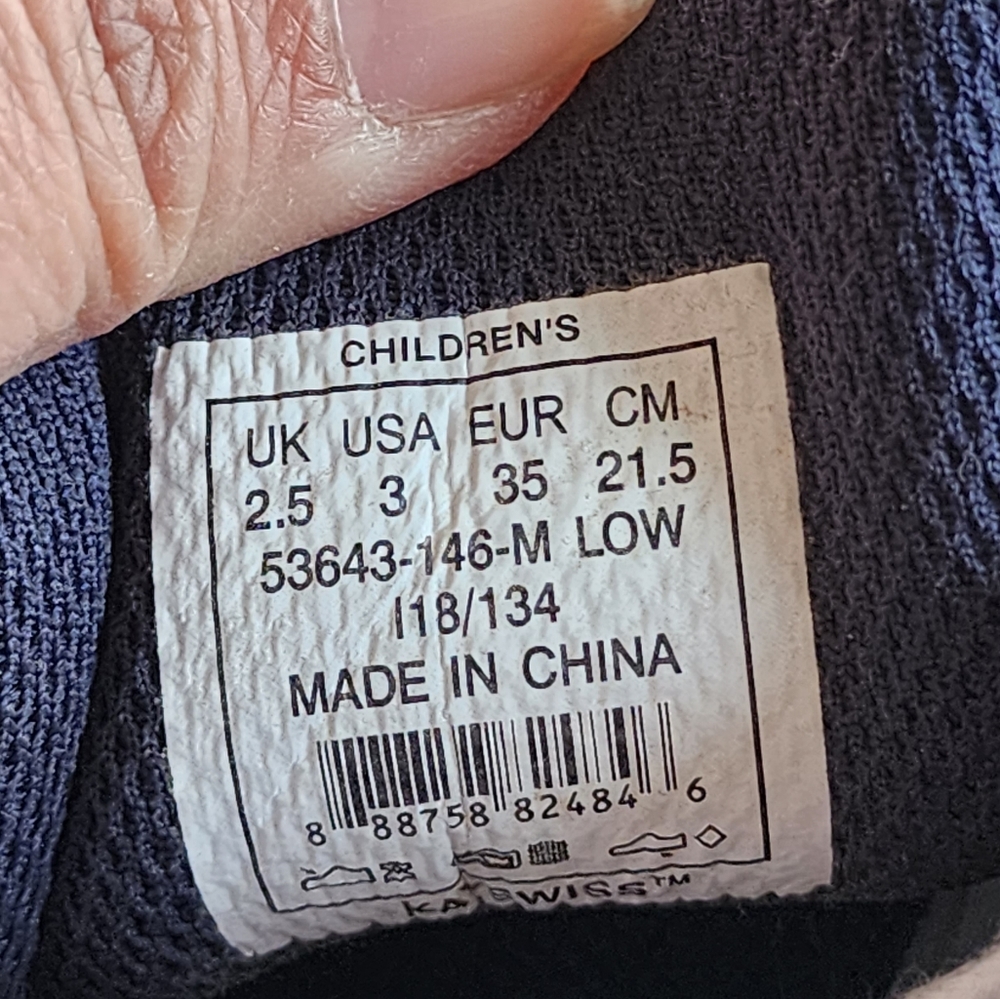 CHILDREN'S
UK USA EUR CM
2.5 3 35 21.5
53643-146-M LOW
I18/134
MADE IN CHINA
8 88758 82484 6